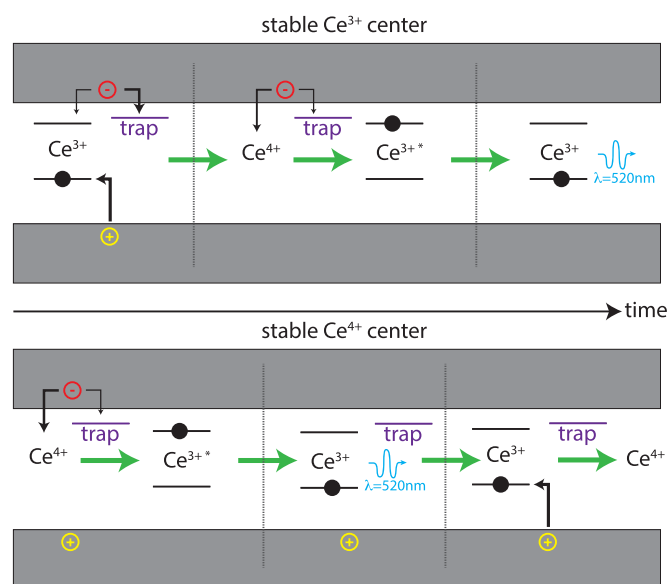 stable Ce³⁺ center
-
-
trap
trap
Ce³⁺
Ce⁴⁺
Ce³⁺*
Ce³⁺
λ=520nm
+
time
stable Ce⁴⁺ center
-
trap
trap
trap
Ce⁴⁺
Ce³⁺*
Ce³⁺
λ=520nm
Ce³⁺
Ce⁴⁺
+
+
+